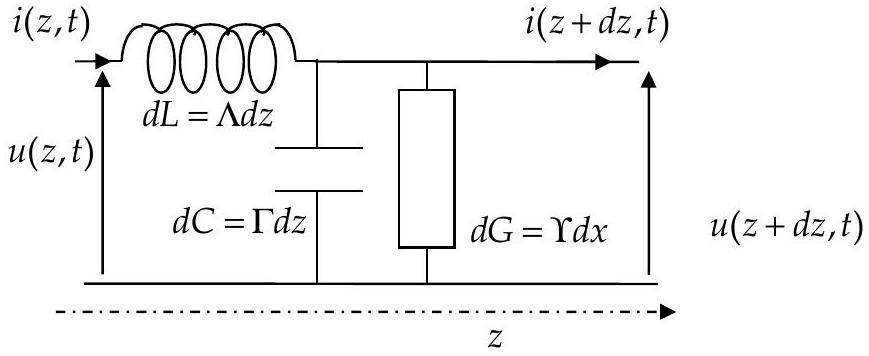 i(z,t)
i(z+dz,t)
dL = Λdz
u(z,t)
dC = Γdz
dG = ϒdx
u(z+dz,t)
z